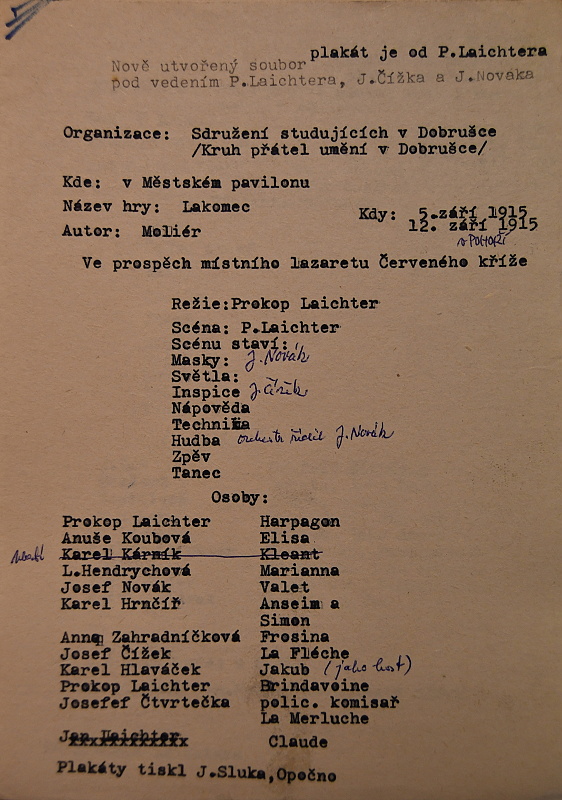 plakát je od P.Laichtera
Nově utvořený soubor
pod vedením P.Laichtera, J.Čížka a J.Nováka
Organizace: Sdružení studujících v Dobrušce
/Kruh přátel umění v Dobrušce/
Kde: v Městském pavilonu
Název hry: Lakomec
Kdy: 5.září 1915
12. září 1915
Autor: Moliér
v Pohoří
Ve prospěch místního lazaretu Červeného kříže
Režie:Prokop Laichter
Scéna: P.Laichter
Scénu staví:
Masky: J. Novák
Světla:
Inspice J. Čížek
Nápověda
Technika
Hudba orchestr řídil J. Novák
Zpěv
Tanec
Osoby:
Prokop Laichter Harpagon
Anuše Koubová Elisa
Karel Kárník Kleant
L.Hendrychová Marianna
Josef Novák Valet
Karel Hrnčíř Anselm a
Simon
Anna Zahradníčková Frosina
Josef Čížek La Fléche
Karel Hlaváček Jakub (jako host)
Prokop Laichter Brindavoine
Josefef Čtvrtečka polic. komisař
La Merluche
Jan Laichter Claude
Plakáty tiskl J.Sluka,Opočno